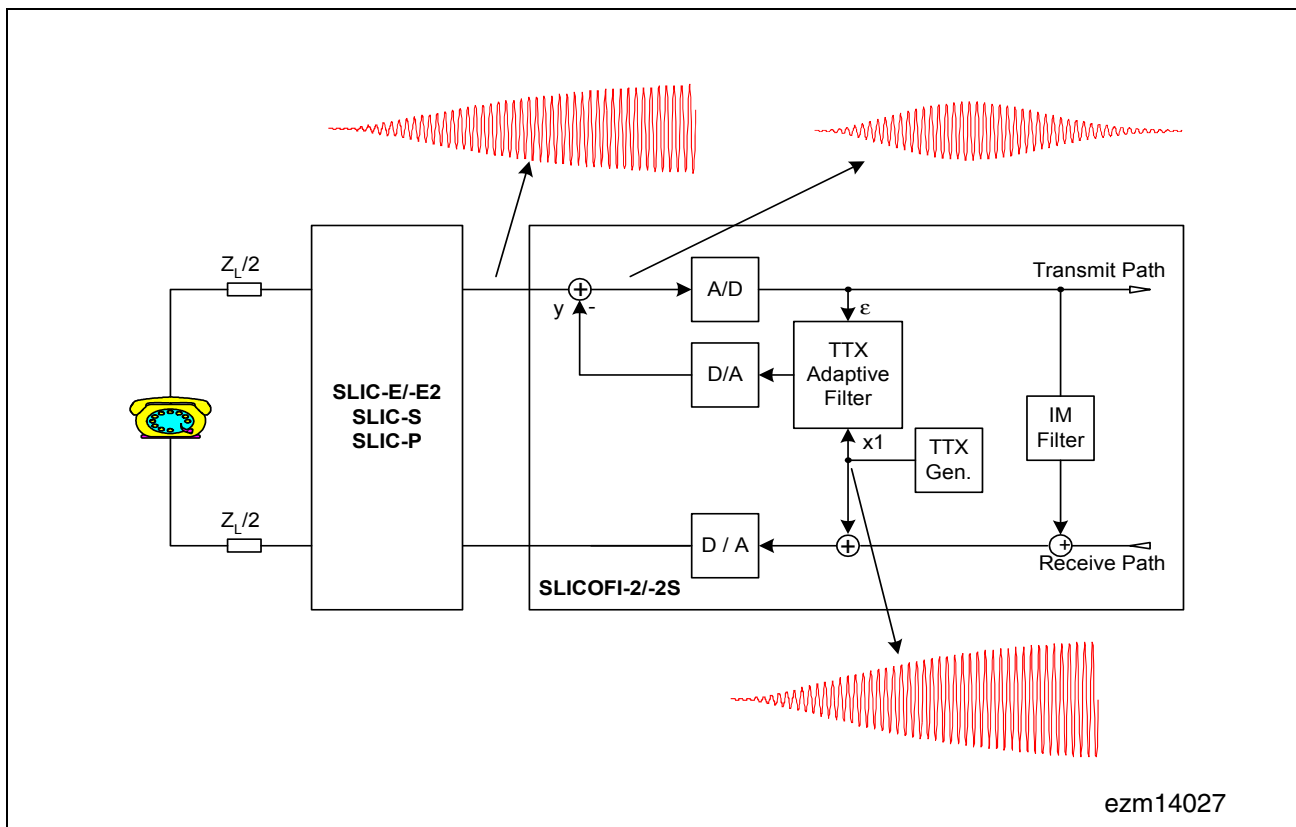 Z_L/2
Transmit Path
A/D
y
-
ε
D/A
TTX
Adaptive
Filter
SLIC-E/-E2
SLIC-S
SLIC-P
IM
Filter
x1
TTX
Gen.
Z_L/2
D / A
+
+
+
Receive Path
SLICOFI-2/-2S
ezm14027